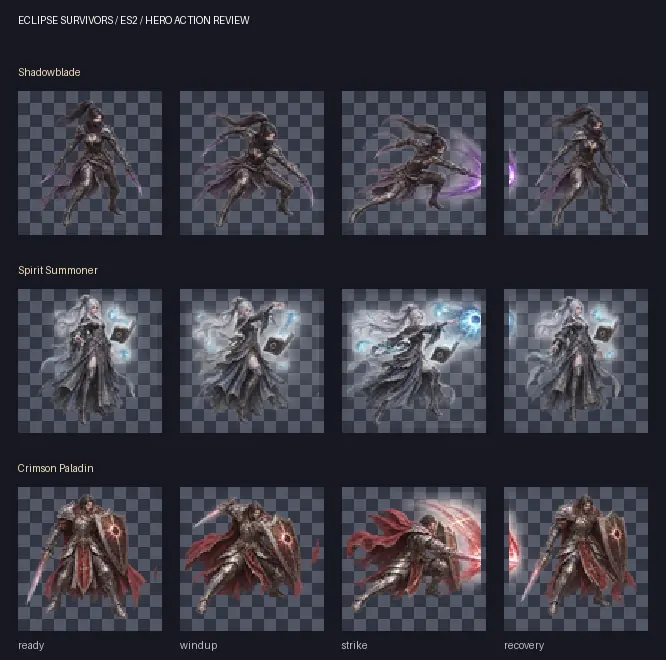 ECLIPSE SURVIVORS / ES2 / HERO ACTION REVIEW
Shadowblade
Spirit Summoner
Crimson Paladin
ready windup strike recovery